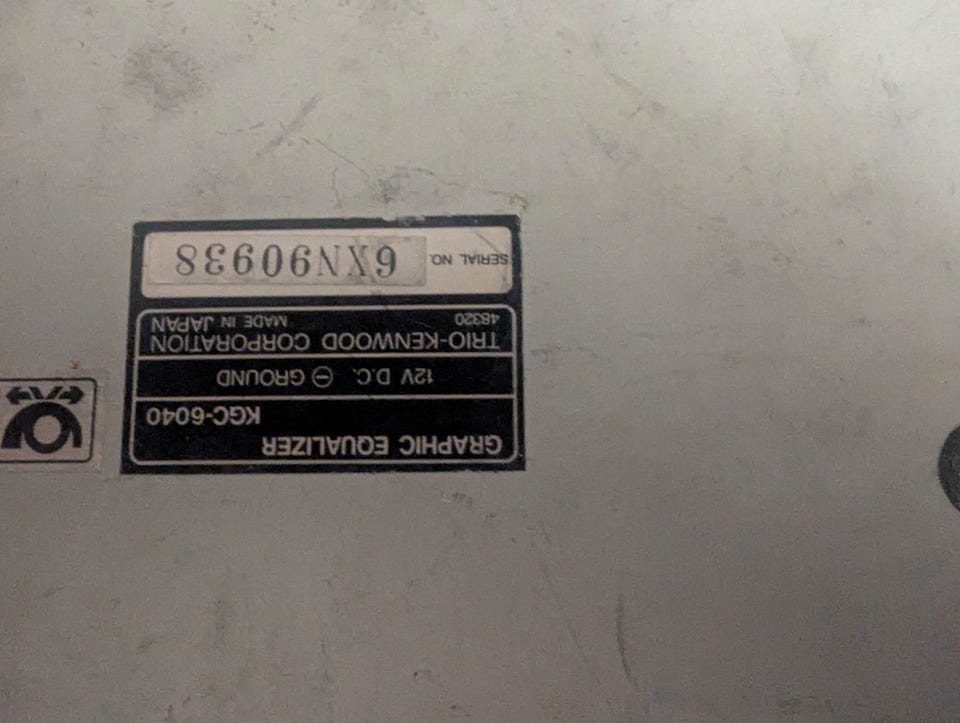 GRAPHIC EQUALIZER
KGC-6040
12V D.C. ⊖ GROUND
TRIO-KENWOOD CORPORATION
48320 MADE IN JAPAN
SERIAL NO. 6XN90938